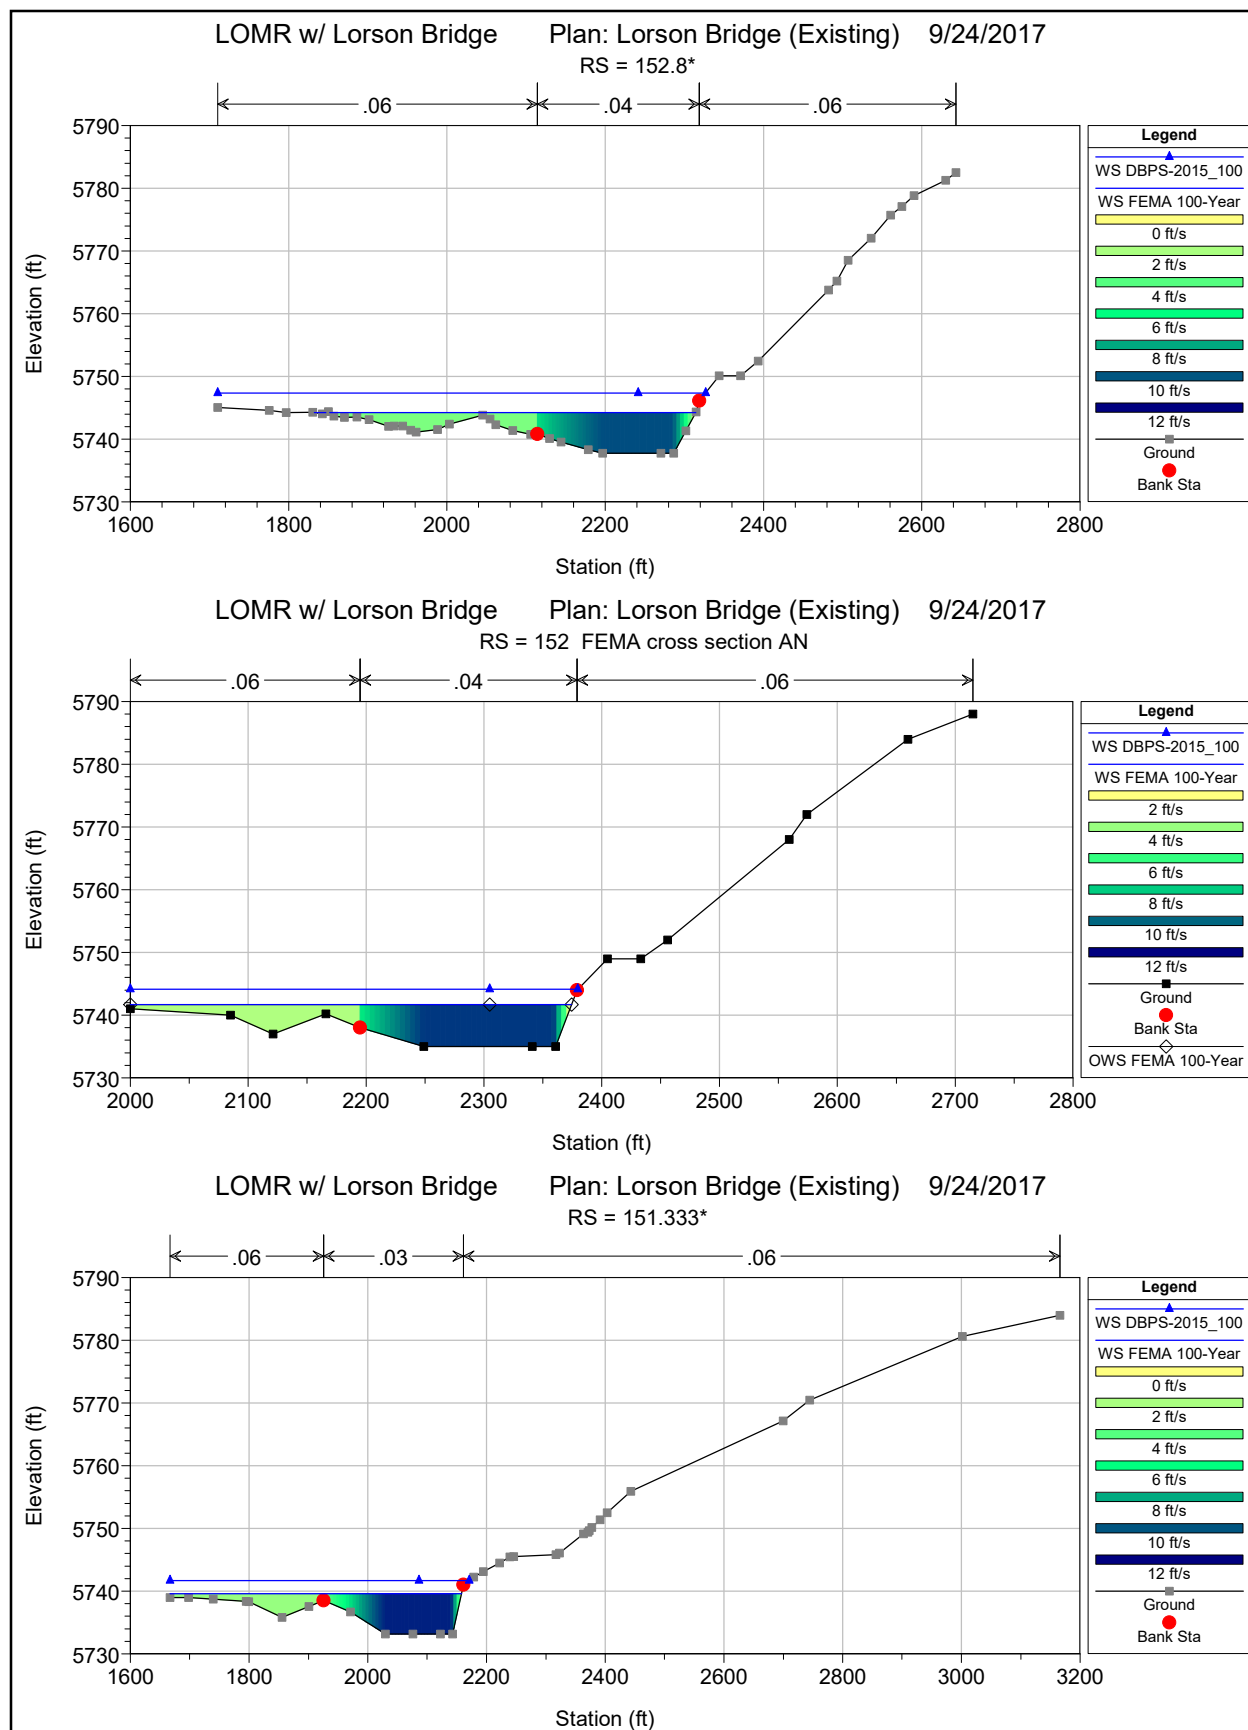 LOMR w/ Lorson Bridge Plan: Lorson Bridge (Existing) 9/24/2017
RS = 152.8*
.06 .04 .06
5790
5780
5770
5760
5750
5740
5730
Elevation (ft)
1600 1800 2000 2200 2400 2600 2800
Station (ft)
Legend
WS DBPS-2015_100
WS FEMA 100-Year
0 ft/s
2 ft/s
4 ft/s
6 ft/s
8 ft/s
10 ft/s
12 ft/s
Ground
Bank Sta
LOMR w/ Lorson Bridge Plan: Lorson Bridge (Existing) 9/24/2017
RS = 152 FEMA cross section AN
.06 .04 .06
5790
5780
5770
5760
5750
5740
5730
Elevation (ft)
2000 2100 2200 2300 2400 2500 2600 2700 2800
Station (ft)
Legend
WS DBPS-2015_100
WS FEMA 100-Year
2 ft/s
4 ft/s
6 ft/s
8 ft/s
10 ft/s
12 ft/s
Ground
Bank Sta
OWS FEMA 100-Year
LOMR w/ Lorson Bridge Plan: Lorson Bridge (Existing) 9/24/2017
RS = 151.333*
.06 .03 .06
5790
5780
5770
5760
5750
5740
5730
Elevation (ft)
1600 1800 2000 2200 2400 2600 2800 3000 3200
Station (ft)
Legend
WS DBPS-2015_100
WS FEMA 100-Year
0 ft/s
2 ft/s
4 ft/s
6 ft/s
8 ft/s
10 ft/s
12 ft/s
Ground
Bank Sta